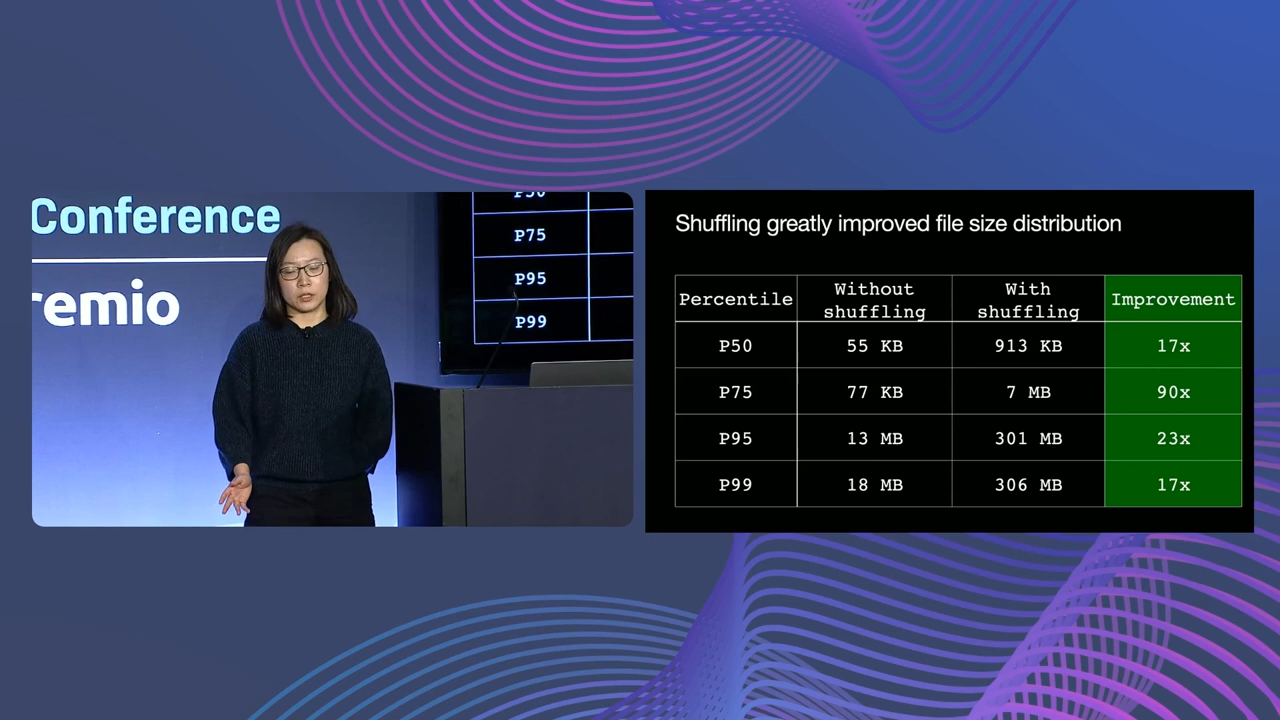 Conference
remio
P50
P75
P95
P99
Shuffling greatly improved file size distribution
Percentile Without shuffling With shuffling Improvement
P50 55 KB 913 KB 17x
P75 77 KB 7 MB 90x
P95 13 MB 301 MB 23x
P99 18 MB 306 MB 17x